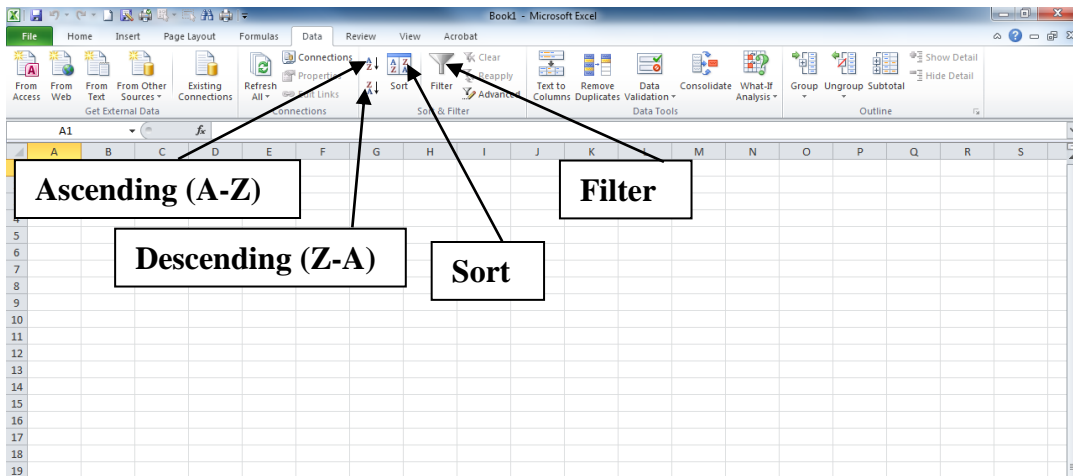 Book1 - Microsoft Excel
File Home Insert Page Layout Formulas Data Review View Acrobat
From Access
From Web
From Text
From Other Sources
Existing Connections
Get External Data
Refresh All
Connections
Properties
Edit Links
Connections
Sort
Filter
Clear
Reapply
Advanced
Sort & Filter
Text to Columns
Remove Duplicates
Data Validation
Consolidate
What-If Analysis
Data Tools
Group
Ungroup
Subtotal
Show Detail
Hide Detail
Outline
A1 fx
A B C D E F G H I J K L M N O P Q R S
Ascending (A-Z)
Filter
4
5
Descending (Z-A)
Sort
6
7
8
9
10
11
12
13
14
15
16
17
18
19